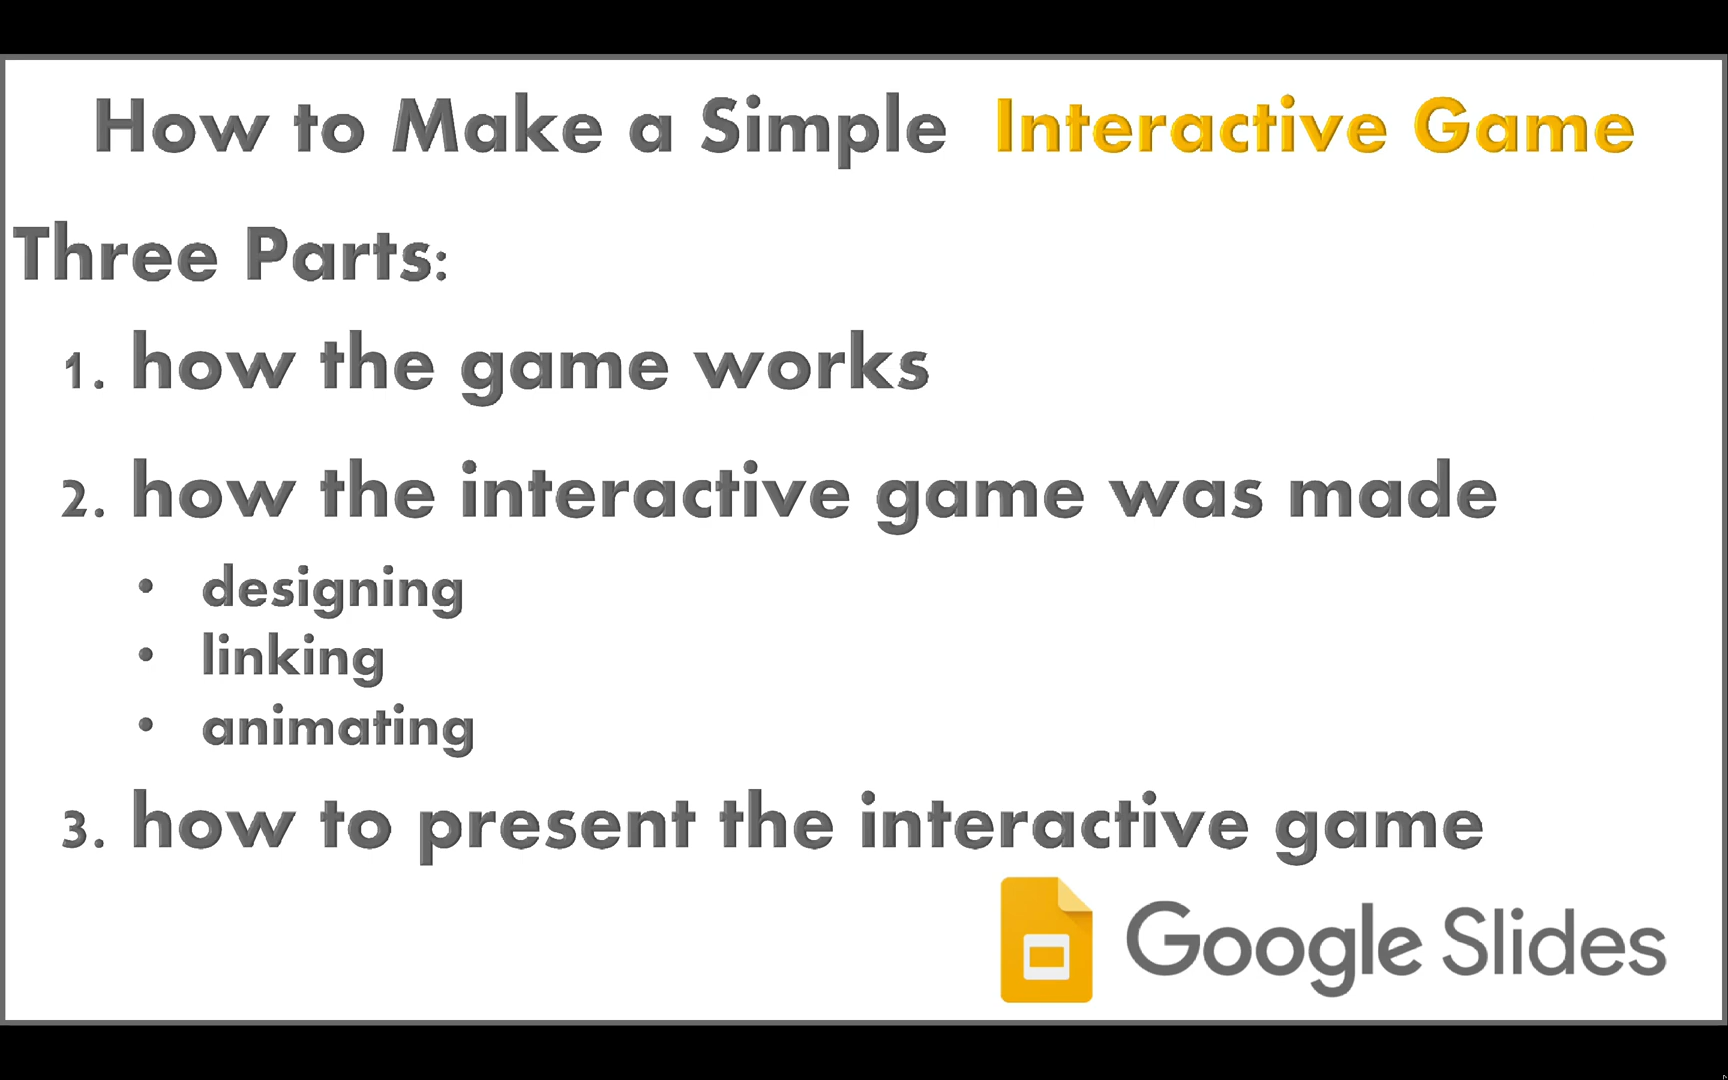 How to Make a Simple Interactive Game
Three Parts:
1. how the game works
2. how the interactive game was made
• designing
• linking
• animating
3. how to present the interactive game
Google Slides